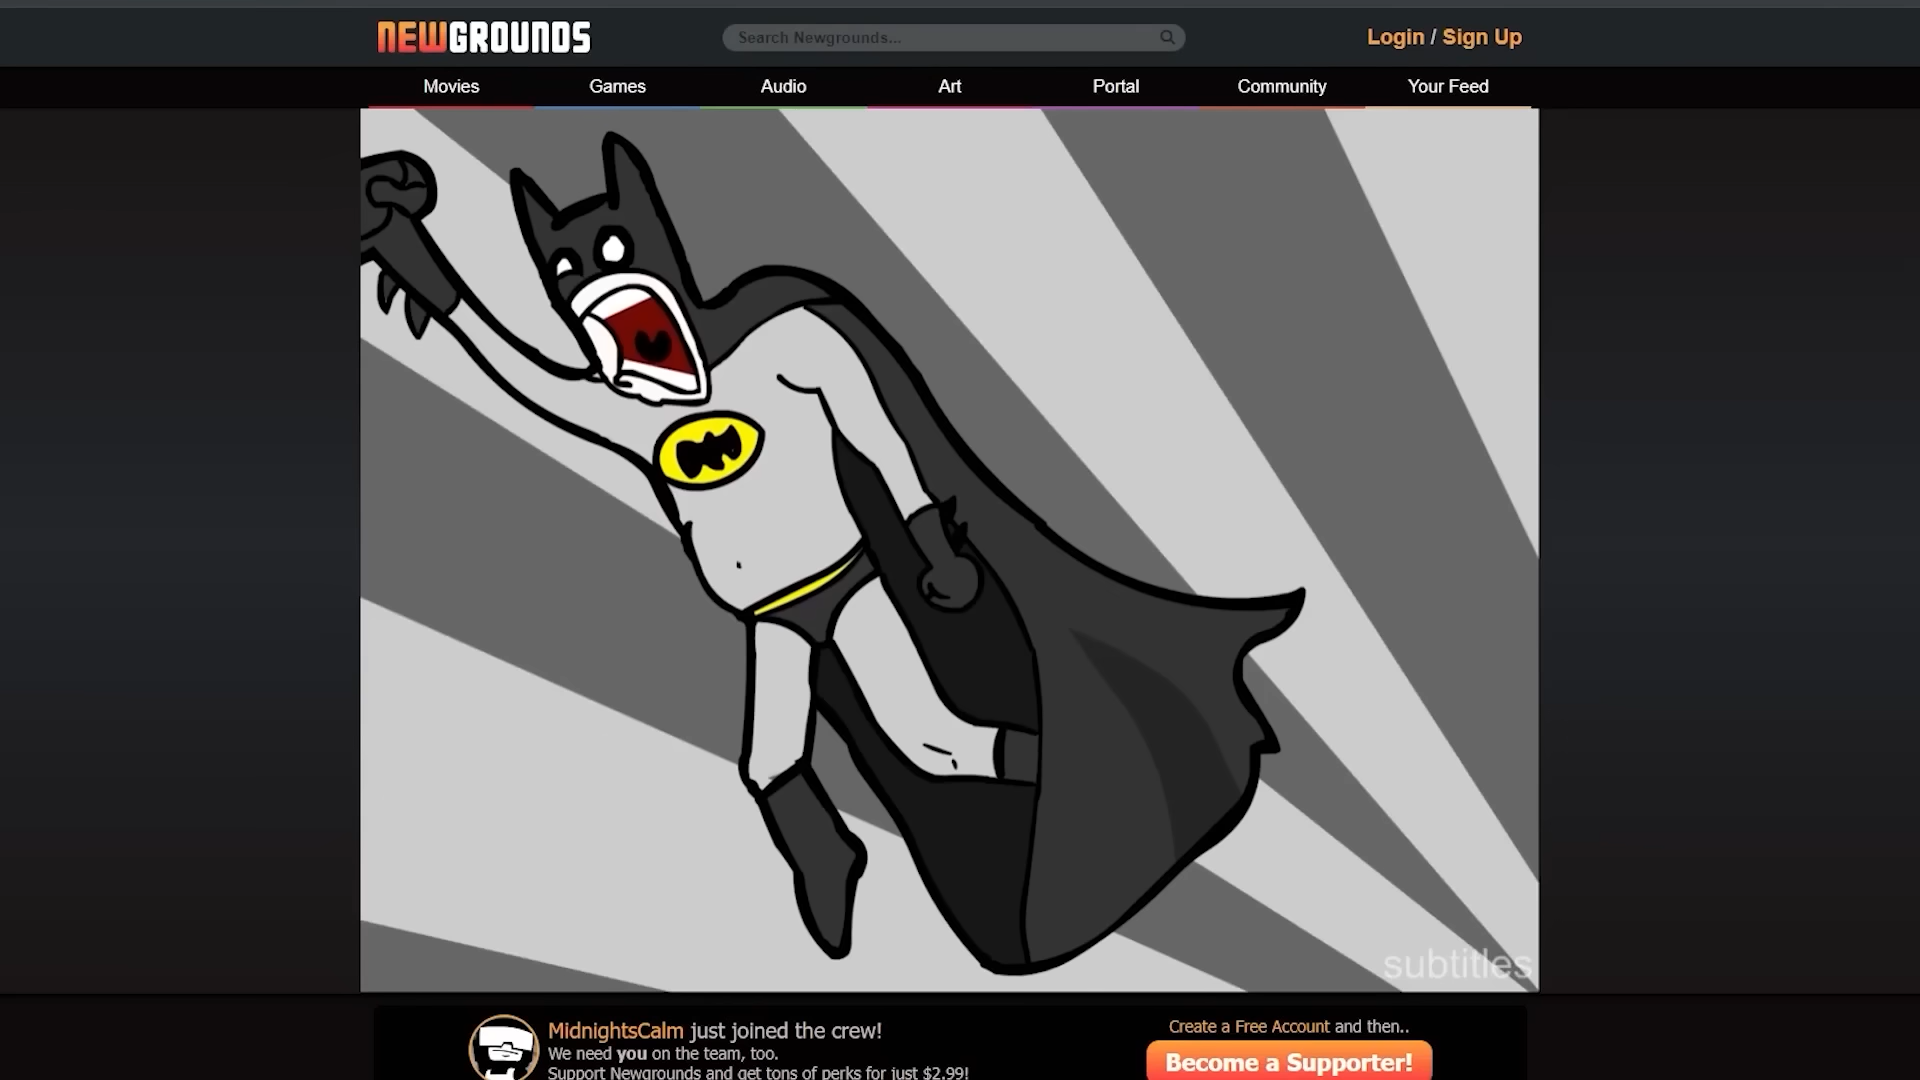 NEWGROUNDS
Search Newgrounds...
Login / Sign Up
Movies Games Audio Art Portal Community Your Feed
subtitles
MidnightsCalm just joined the crew!
We need you on the team, too.
Support Newgrounds and get tons of perks for just $2.99!
Create a Free Account and then..
Become a Supporter!